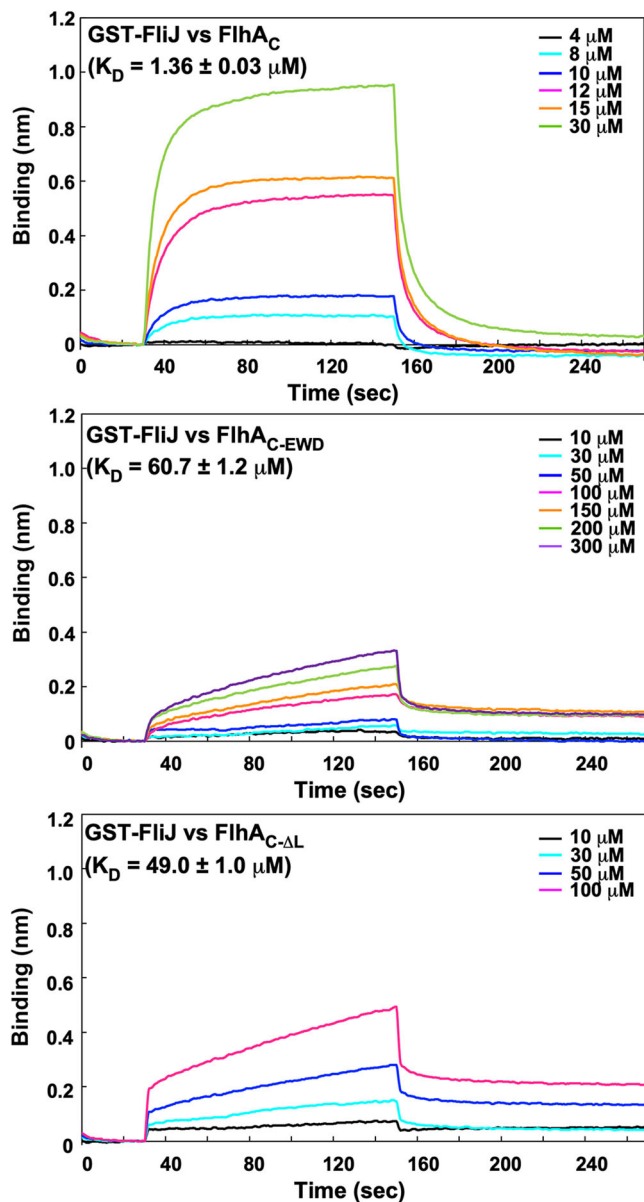 GST-FliJ vs FlhAC
(KD = 1.36 ± 0.03 µM)
4 µM
8 µM
10 µM
12 µM
15 µM
30 µM
1.2
1.0
0.8
0.6
0.4
0.2
0
Binding (nm)
0 40 80 120 160 200 240
Time (sec)
GST-FliJ vs FlhAC-EWD
(KD = 60.7 ± 1.2 µM)
10 µM
30 µM
50 µM
100 µM
150 µM
200 µM
300 µM
1.2
1.0
0.8
0.6
0.4
0.2
0
Binding (nm)
0 40 80 120 160 200 240
Time (sec)
GST-FliJ vs FlhAC-ΔL
(KD = 49.0 ± 1.0 µM)
10 µM
30 µM
50 µM
100 µM
1.2
1.0
0.8
0.6
0.4
0.2
0
Binding (nm)
0 40 80 120 160 200 240
Time (sec)